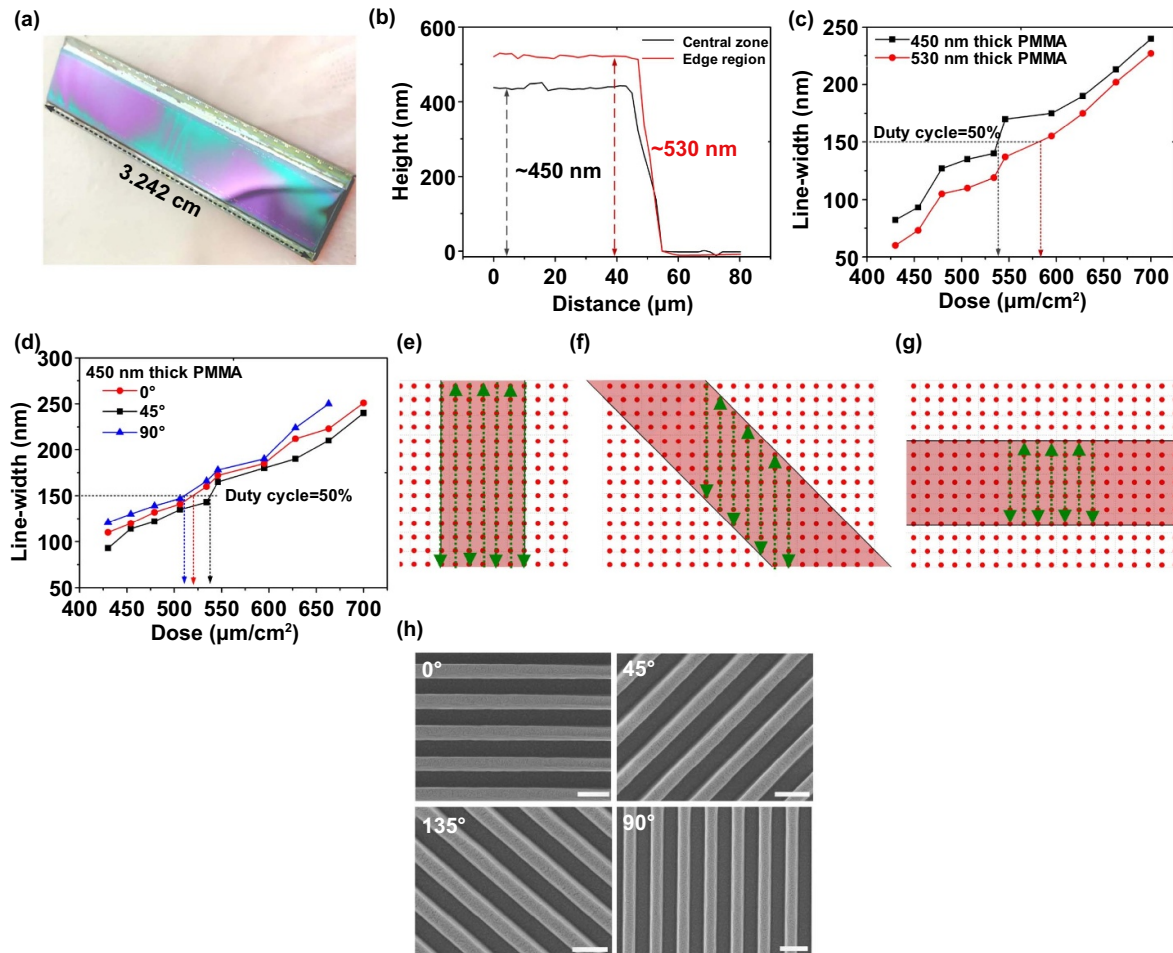 (a)
3.242 cm
(b)
600
400
200
0
Height (nm)
Central zone
Edge region
~450 nm
~530 nm
0 20 40 60 80
Distance (µm)
(c)
250
200
150
100
50
Line-width (nm)
450 nm thick PMMA
530 nm thick PMMA
Duty cycle=50%
400 450 500 550 600 650 700
Dose (µm/cm²)
(d)
300
250
200
150
100
50
Line-width (nm)
450 nm thick PMMA
0°
45°
90°
Duty cycle=50%
400 450 500 550 600 650 700
Dose (µm/cm²)
(e)
(f)
(g)
(h)
0°
45°
135°
90°